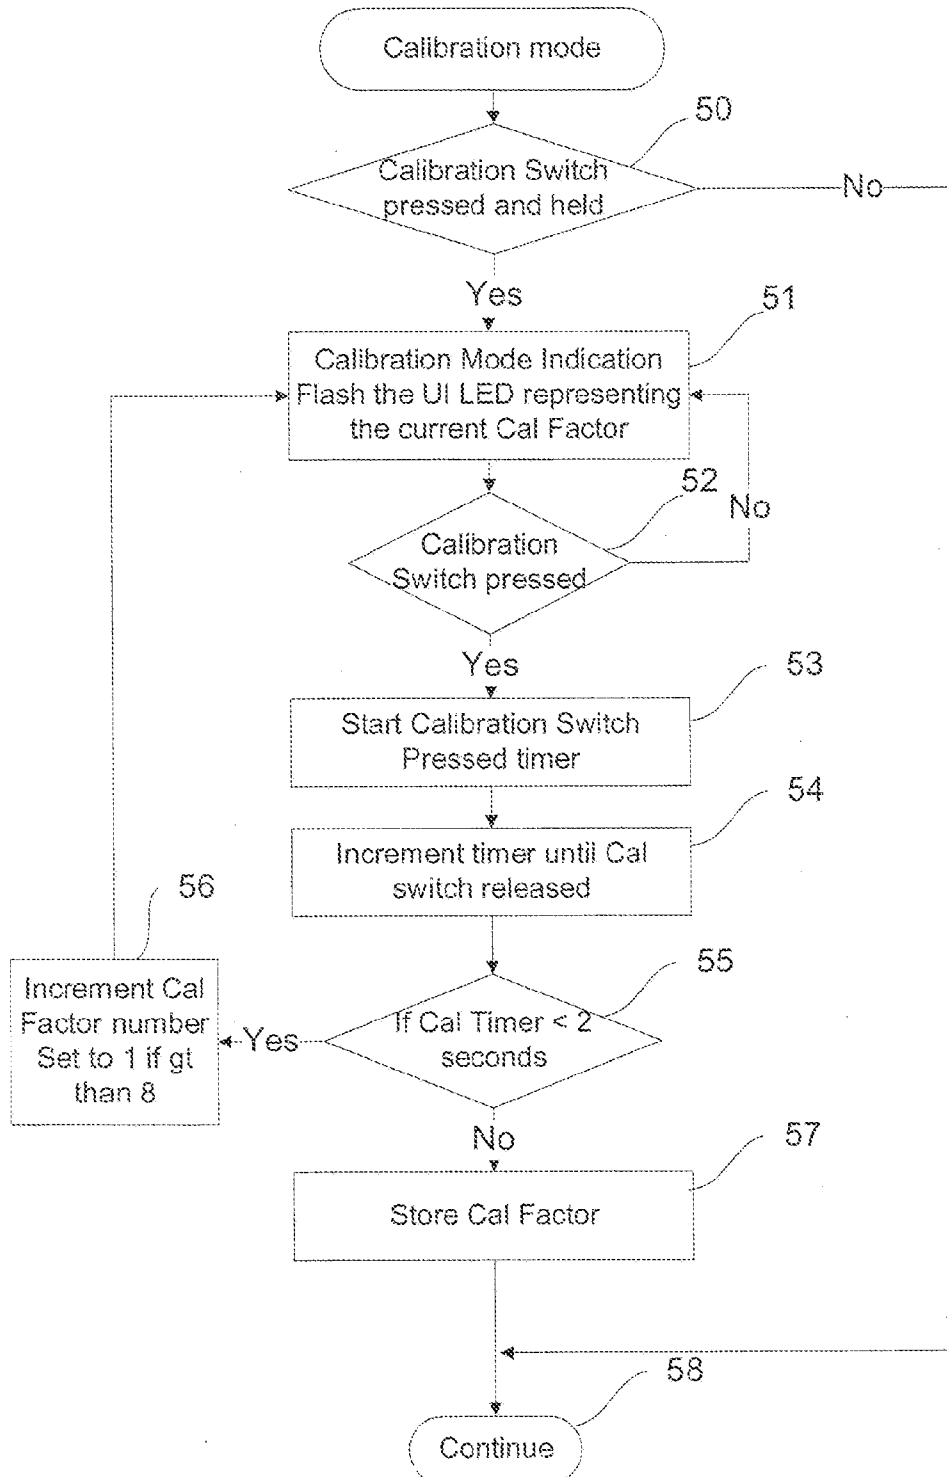 Calibration mode
50
Calibration Switch
pressed and held
No
Yes
51
Calibration Mode Indication
Flash the UI LED representing
the current Cal Factor
52
No
Calibration
Switch pressed
Yes
53
Start Calibration Switch
Pressed timer
54
Increment timer until Cal
switch released
56
55
Increment Cal
Factor number
Set to 1 if gt
than 8
Yes
If Cal Timer < 2
seconds
No
57
Store Cal Factor
58
Continue